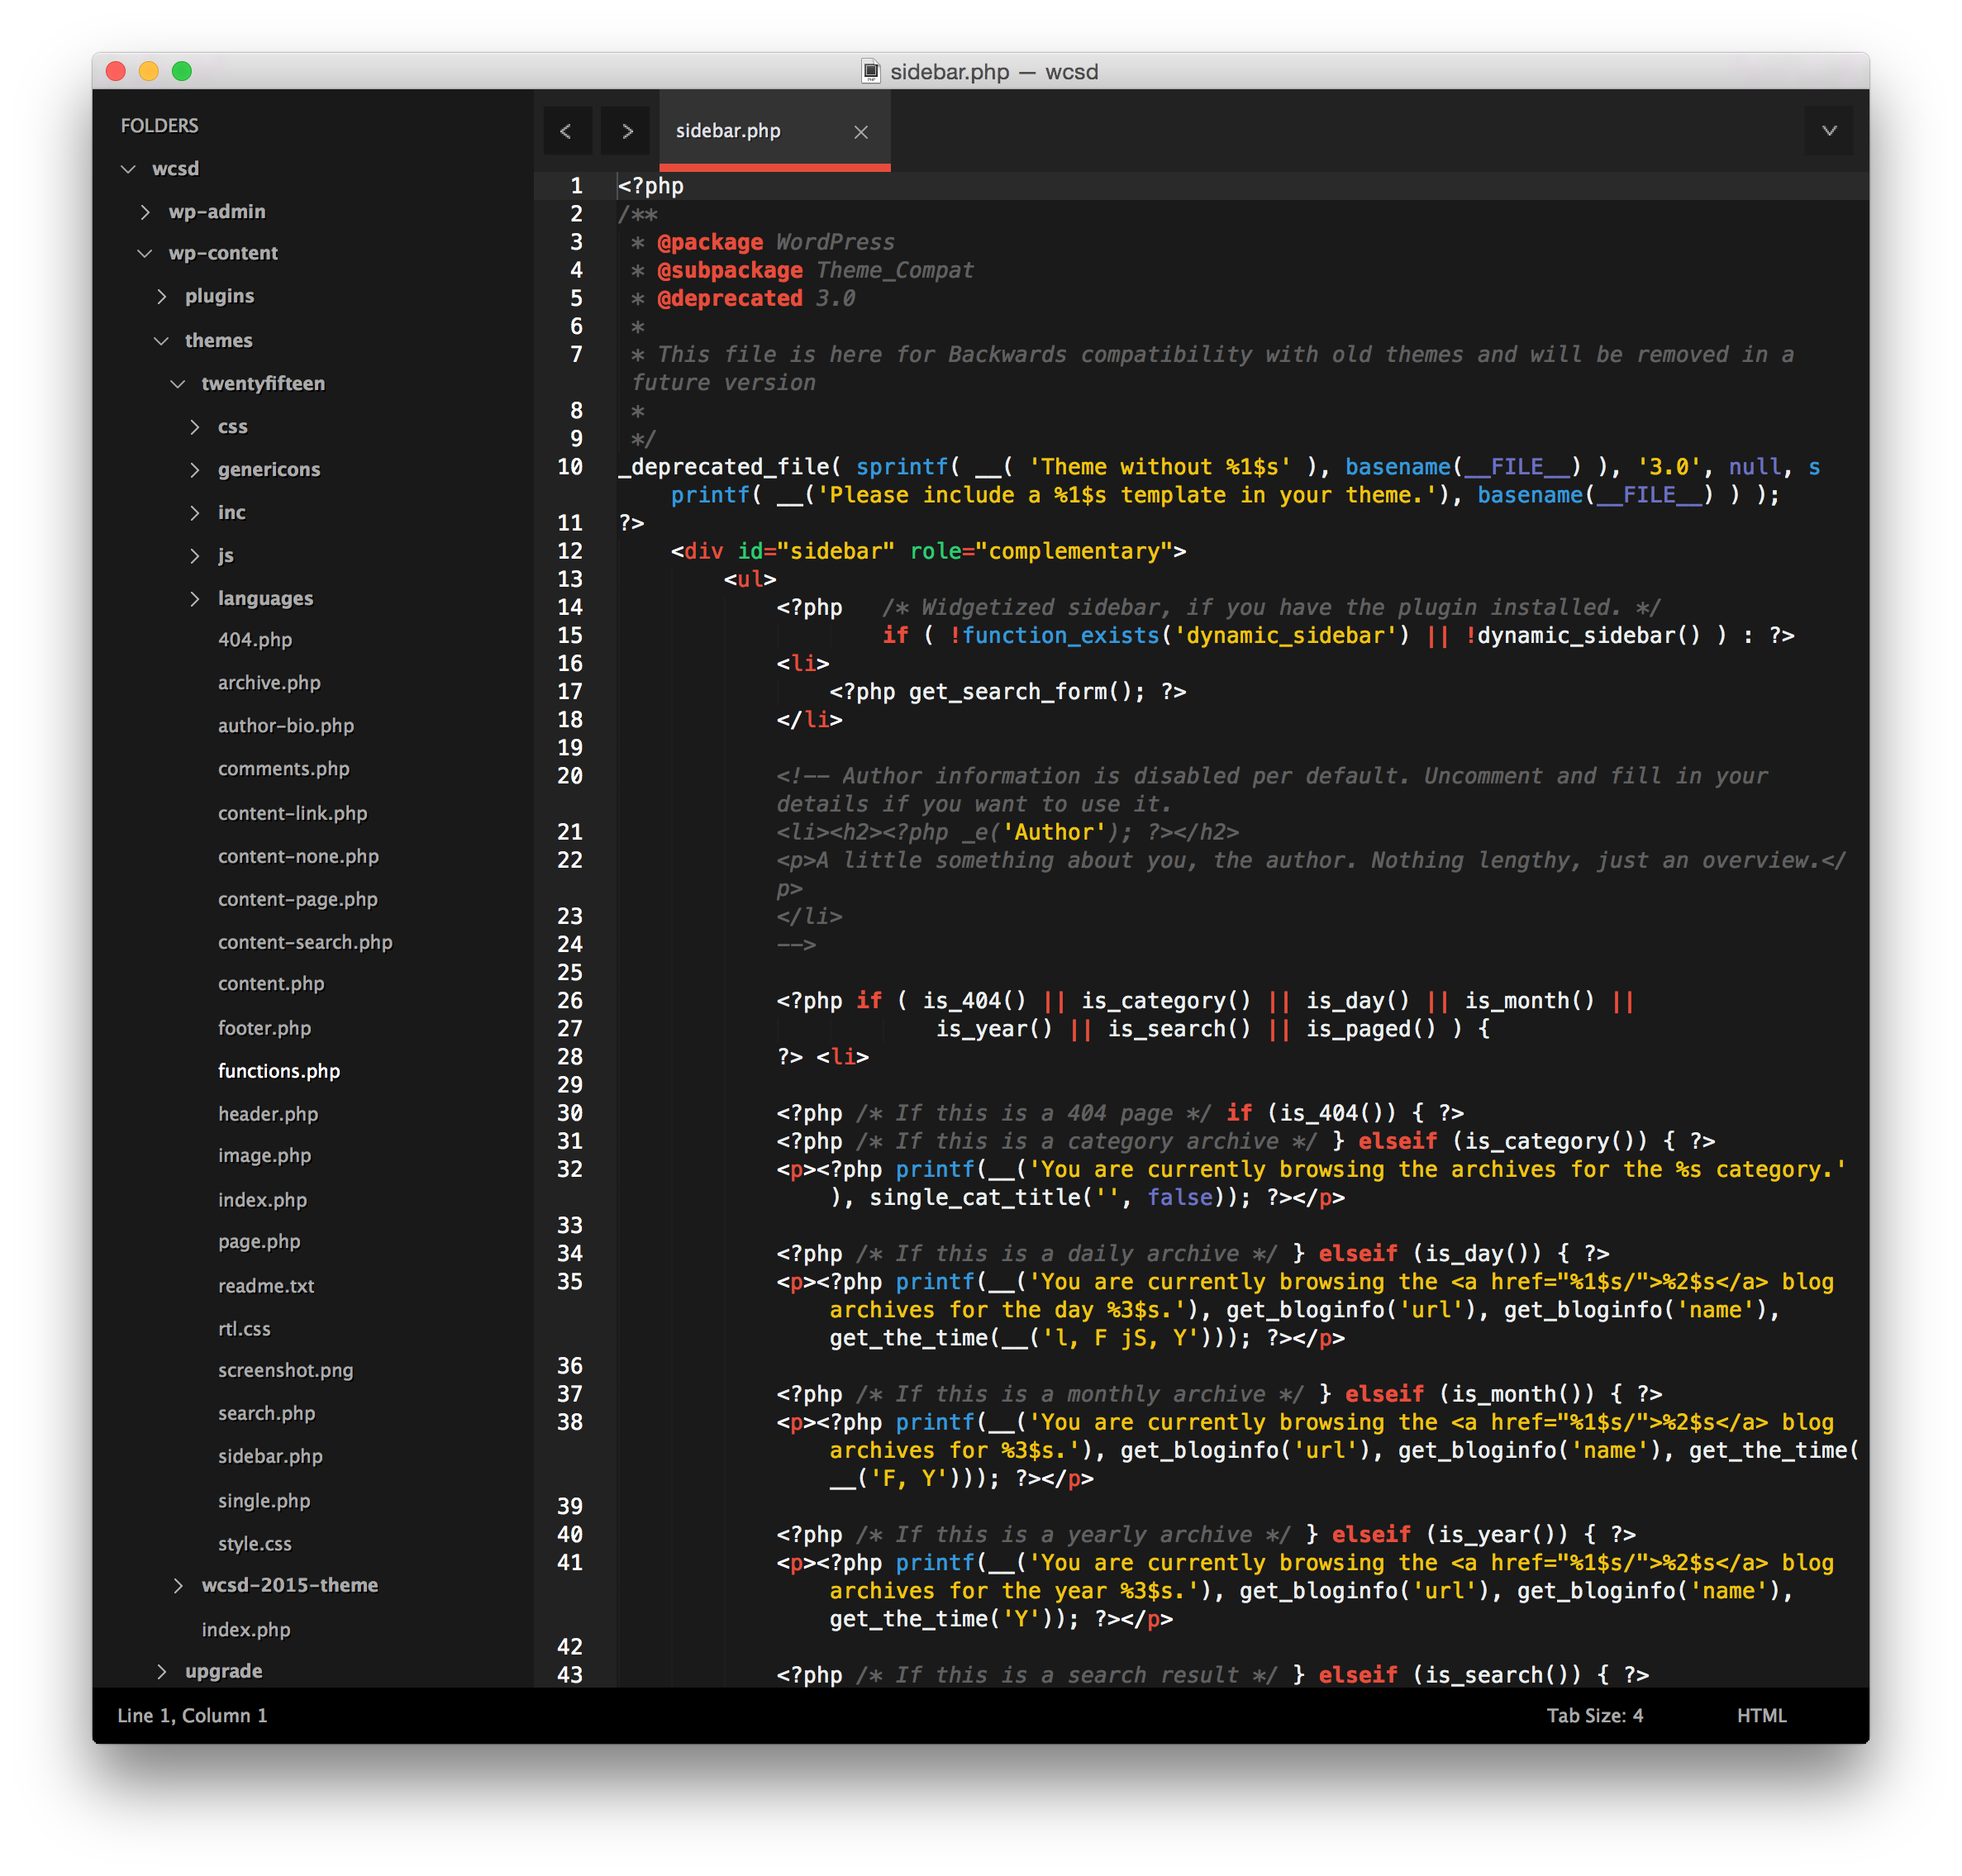 sidebar.php — wcsd
FOLDERS
wcsd
wp-admin
wp-content
plugins
themes
twentyfifteen
css
genericons
inc
js
languages
404.php
archive.php
author-bio.php
comments.php
content-link.php
content-none.php
content-page.php
content-search.php
content.php
footer.php
functions.php
header.php
image.php
index.php
page.php
readme.txt
rtl.css
screenshot.png
search.php
sidebar.php
single.php
style.css
wcsd-2015-theme
index.php
upgrade
sidebar.php
1 <?php
2 /**
3  * @package WordPress
4  * @subpackage Theme_Compat
5  * @deprecated 3.0
6  *
7  * This file is here for Backwards compatibility with old themes and will be removed in a
future version
8  *
9  */
10 _deprecated_file( sprintf( __( 'Theme without %1$s' ), basename(__FILE__) ), '3.0', null, s
printf( __('Please include a %1$s template in your theme.'), basename(__FILE__) ) );
11 ?>
12     <div id="sidebar" role="complementary">
13         <ul>
14             <?php   /* Widgetized sidebar, if you have the plugin installed. */
15                     if ( !function_exists('dynamic_sidebar') || !dynamic_sidebar() ) : ?>
16             <li>
17                 <?php get_search_form(); ?>
18             </li>
19
20             <!-- Author information is disabled per default. Uncomment and fill in your
details if you want to use it.
21             <li><h2><?php _e('Author'); ?></h2>
22             <p>A little something about you, the author. Nothing lengthy, just an overview.</
p>
23             </li>
24             -->
25
26             <?php if ( is_404() || is_category() || is_day() || is_month() ||
27                         is_year() || is_search() || is_paged() ) {
28             ?> <li>
29
30             <?php /* If this is a 404 page */ if (is_404()) { ?>
31             <?php /* If this is a category archive */ } elseif (is_category()) { ?>
32             <p><?php printf(__('You are currently browsing the archives for the %s category.'
), single_cat_title('', false)); ?></p>
33
34             <?php /* If this is a daily archive */ } elseif (is_day()) { ?>
35             <p><?php printf(__('You are currently browsing the <a href="%1$s/">%2$s</a> blog
archives for the day %3$s.'), get_bloginfo('url'), get_bloginfo('name'),
get_the_time(__('l, F jS, Y'))); ?></p>
36
37             <?php /* If this is a monthly archive */ } elseif (is_month()) { ?>
38             <p><?php printf(__('You are currently browsing the <a href="%1$s/">%2$s</a> blog
archives for %3$s.'), get_bloginfo('url'), get_bloginfo('name'), get_the_time(
__('F, Y'))); ?></p>
39
40             <?php /* If this is a yearly archive */ } elseif (is_year()) { ?>
41             <p><?php printf(__('You are currently browsing the <a href="%1$s/">%2$s</a> blog
archives for the year %3$s.'), get_bloginfo('url'), get_bloginfo('name'),
get_the_time('Y')); ?></p>
42
43             <?php /* If this is a search result */ } elseif (is_search()) { ?>
Line 1, Column 1
Tab Size: 4
HTML